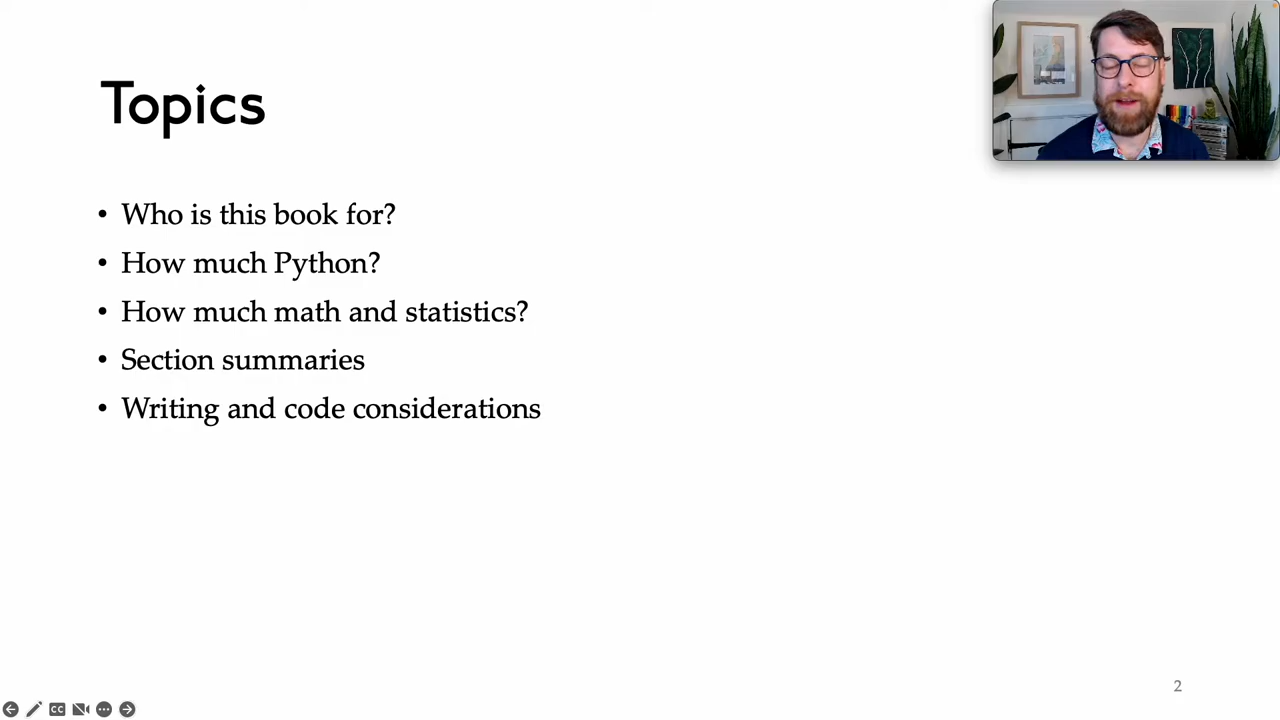 Topics
• Who is this book for?
• How much Python?
• How much math and statistics?
• Section summaries
• Writing and code considerations
2
CC